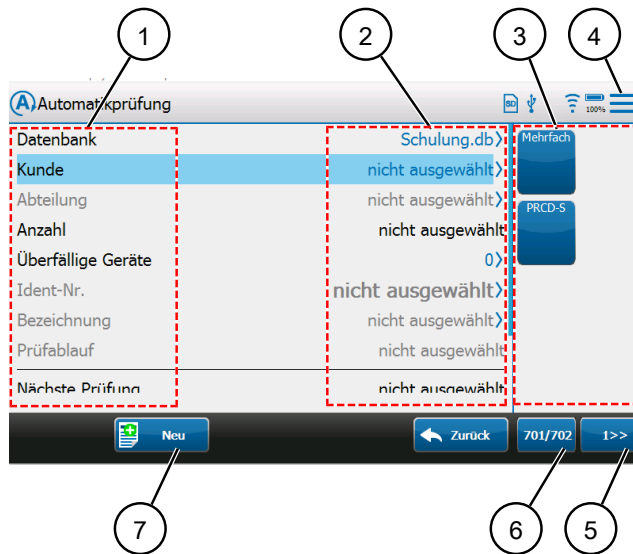 1
2
3
4
Automatikprüfung
SD
100%
Datenbank
Schulung.db
Kunde
nicht ausgewählt
Abteilung
nicht ausgewählt
Anzahl
nicht ausgewählt
Überfällige Geräte
0
Ident-Nr.
nicht ausgewählt
Bezeichnung
nicht ausgewählt
Prüfablauf
nicht ausgewählt
Nächste Prüfung
nicht ausgewählt
Mehrfach
PRCD-S
Neu
Zurück
701/702
1>>
7
6
5